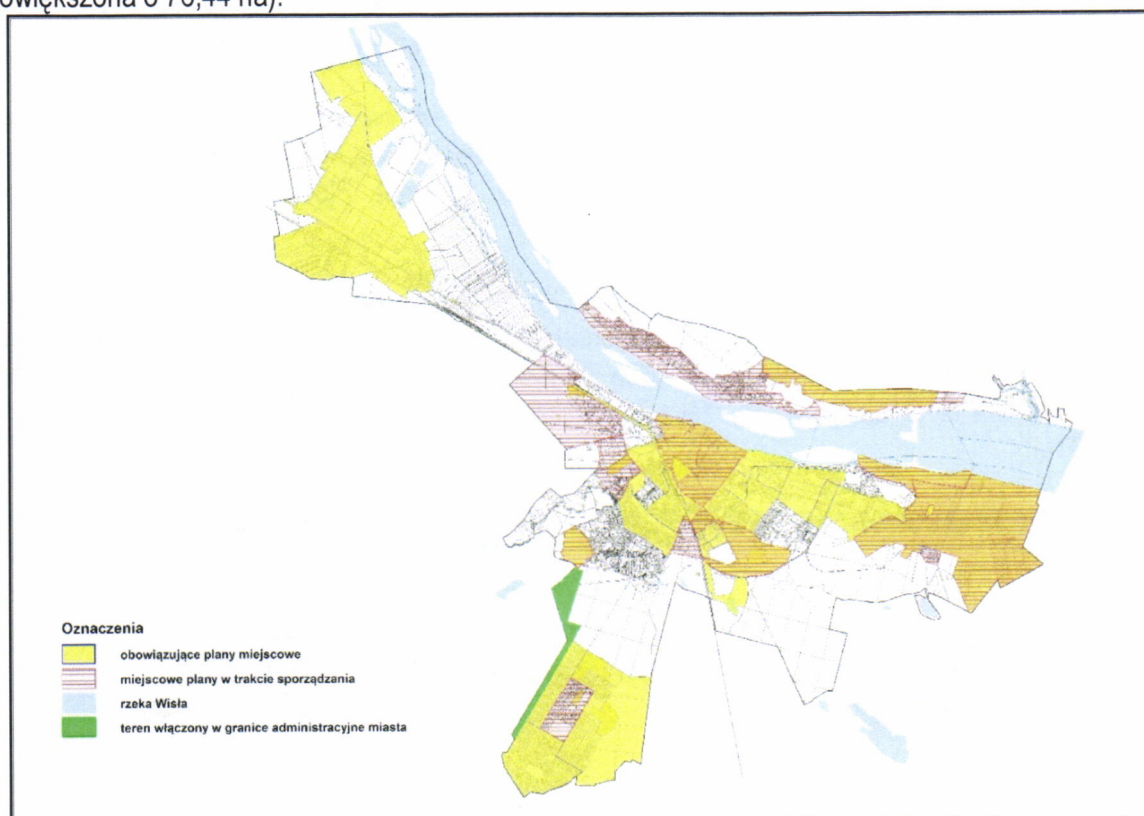 Oznaczenia
obowiązujące plany miejscowe
miejscowe plany w trakcie sporządzania
rzeka Wisła
teren włączony w granice administracyjne miasta